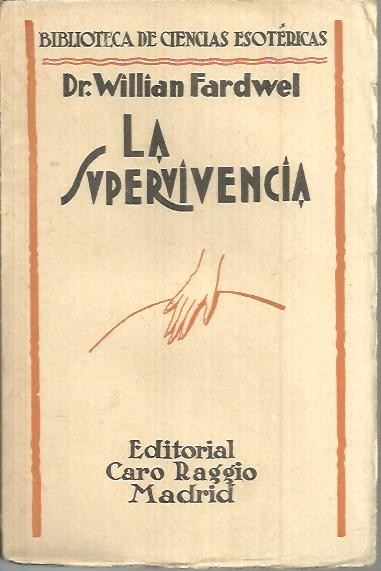 BIBLIOTECA DE CIENCIAS ESOTÉRICAS
Dr. Willian Fardwel
LA
SVPERVIVENCIA
Editorial
Caro Raggio
Madrid